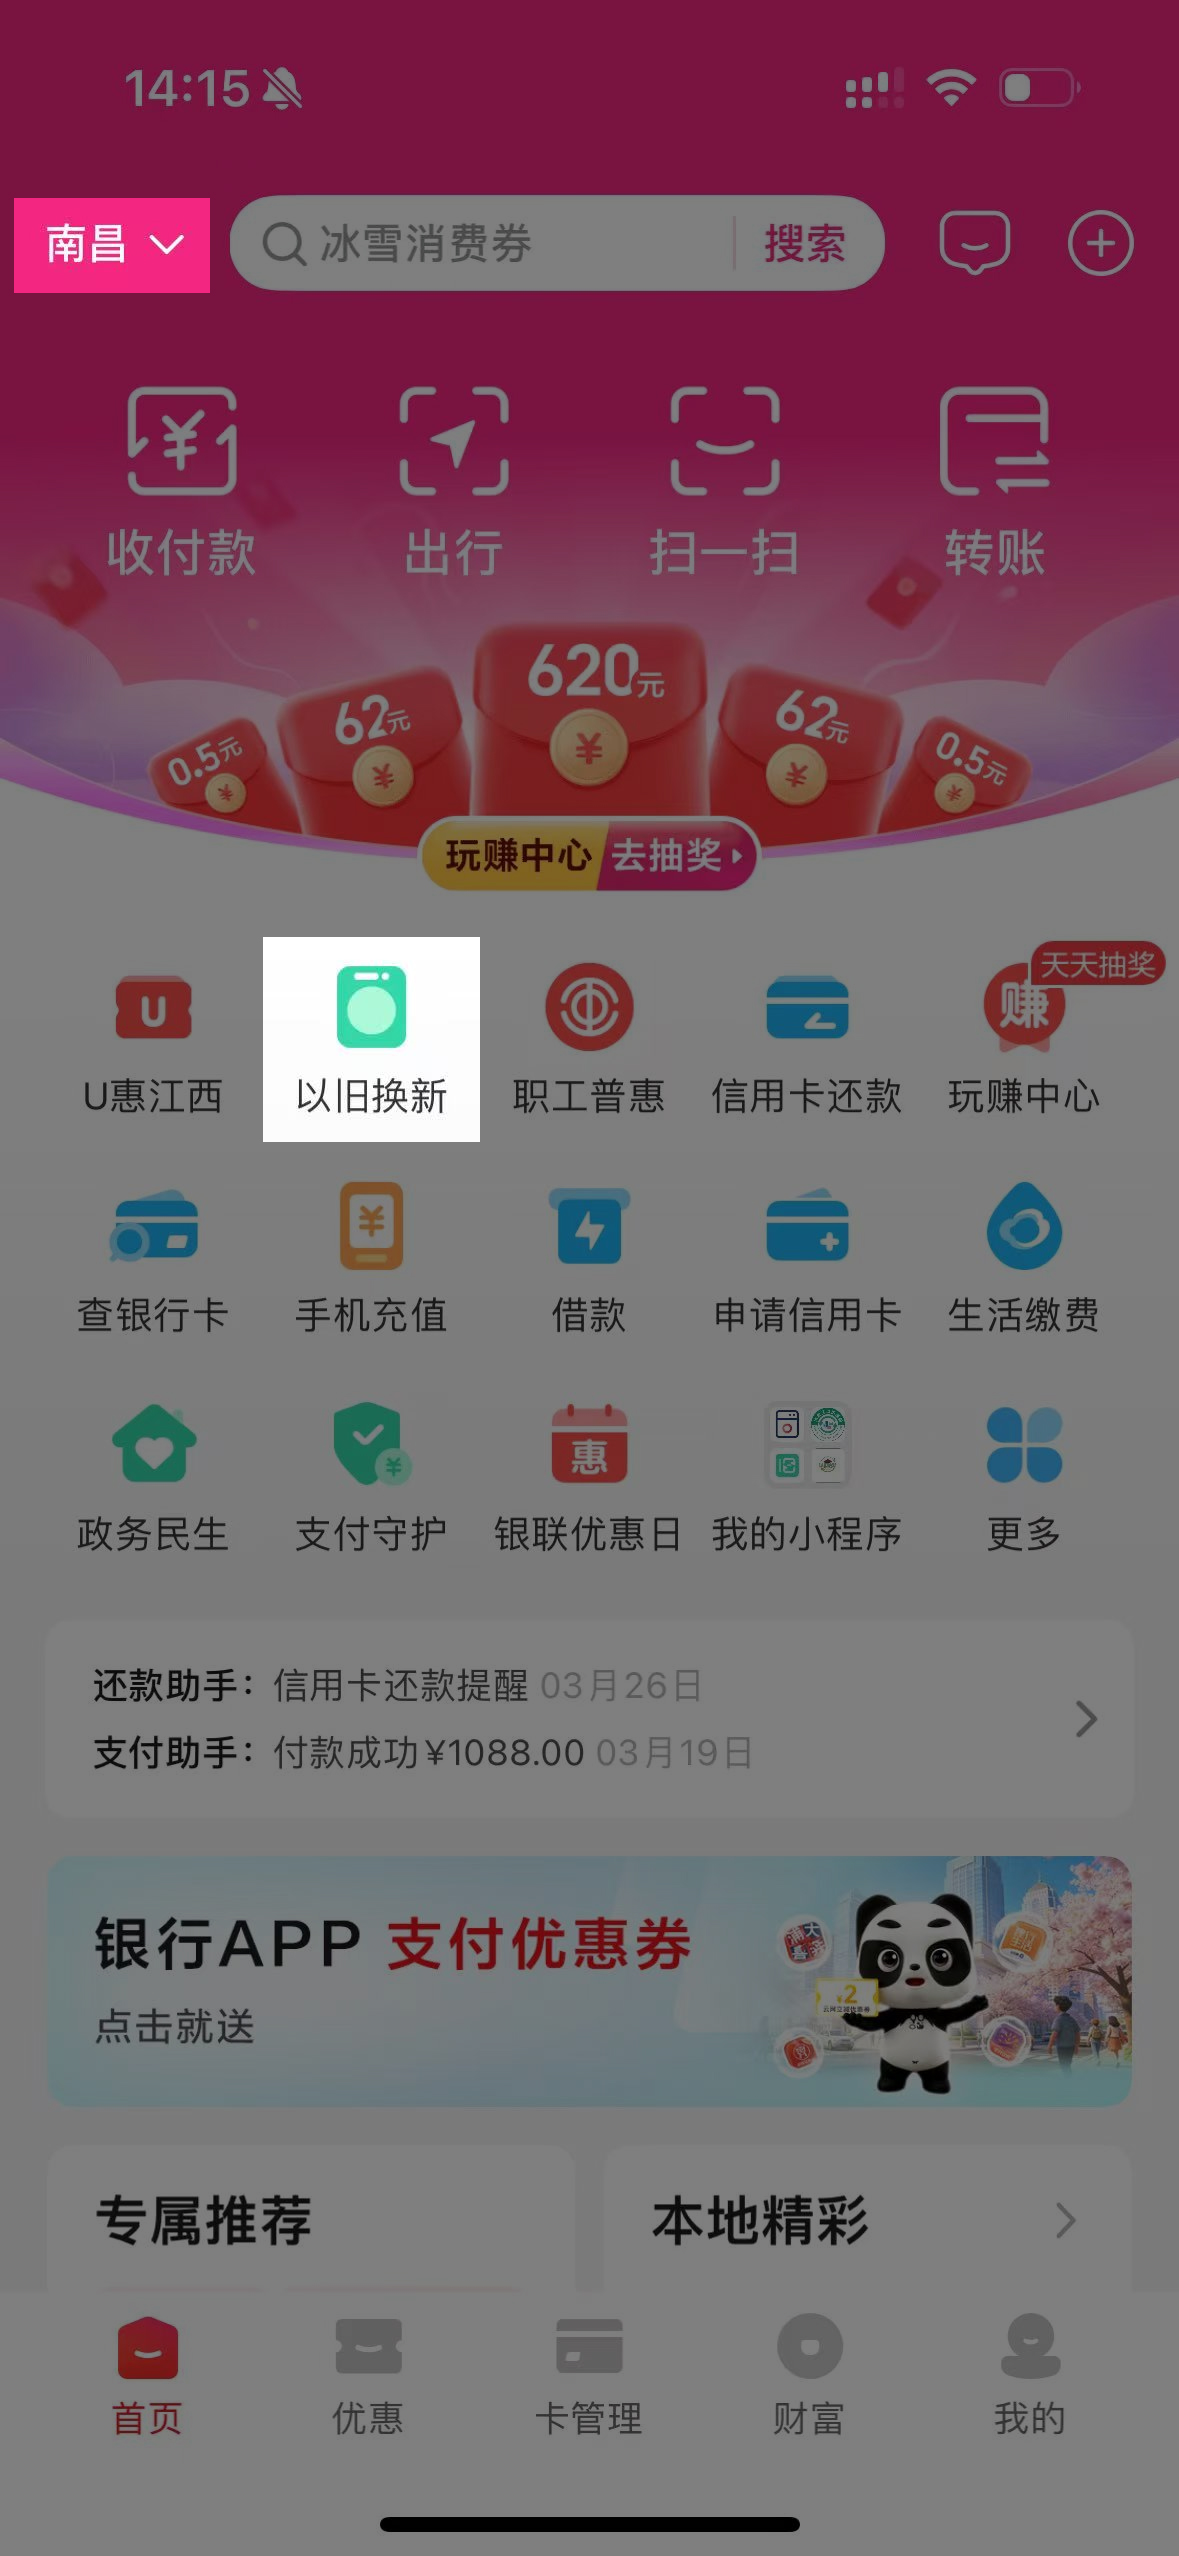 14:15
南昌
冰雪消费券
搜索
收付款
出行
扫一扫
转账
0.5元
62元
620元
62元
0.5元
玩赚中心
去抽奖
天天抽奖
U惠江西
以旧换新
职工普惠
信用卡还款
玩赚中心
查银行卡
手机充值
借款
申请信用卡
生活缴费
政务民生
支付守护
惠
银联优惠日
我的小程序
更多
还款助手：信用卡还款提醒 03月26日
支付助手：付款成功¥1088.00 03月19日
银行APP 支付优惠券
点击就送
¥2
专属推荐
本地精彩
首页
优惠
卡管理
财富
我的